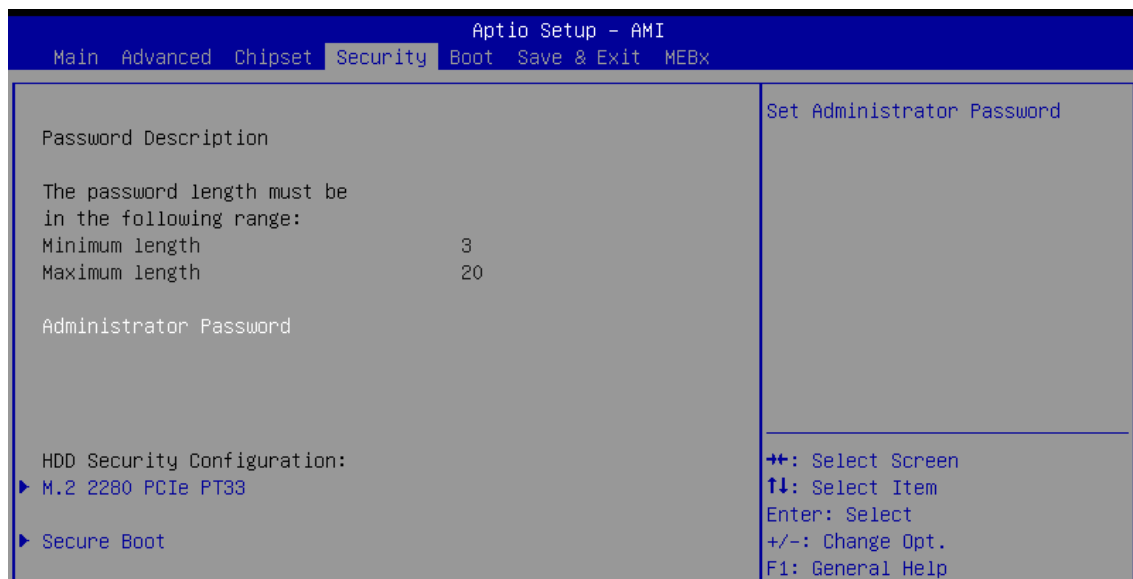 Aptio Setup – AMI
Main Advanced Chipset Security Boot Save & Exit MEBx
Set Administrator Password
Password Description
The password length must be
in the following range:
Minimum length 3
Maximum length 20
Administrator Password
HDD Security Configuration:
M.2 2280 PCIe PT33
Secure Boot
→←: Select Screen
↑↓: Select Item
Enter: Select
+/-: Change Opt.
F1: General Help